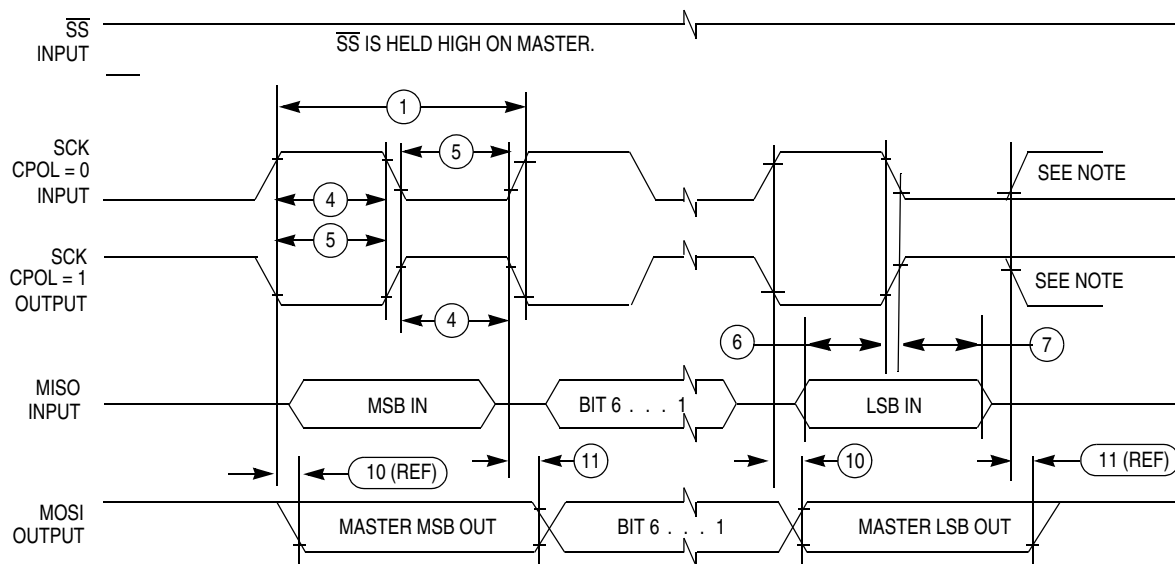 SS
INPUT
SS IS HELD HIGH ON MASTER.
1
SCK
CPOL = 0
INPUT
5
SEE NOTE
4
5
SCK
CPOL = 1
OUTPUT
SEE NOTE
4
6
7
MISO
INPUT
MSB IN
BIT 6 . . . 1
LSB IN
10 (REF)
11
10
11 (REF)
MOSI
OUTPUT
MASTER MSB OUT
BIT 6 . . . 1
MASTER LSB OUT